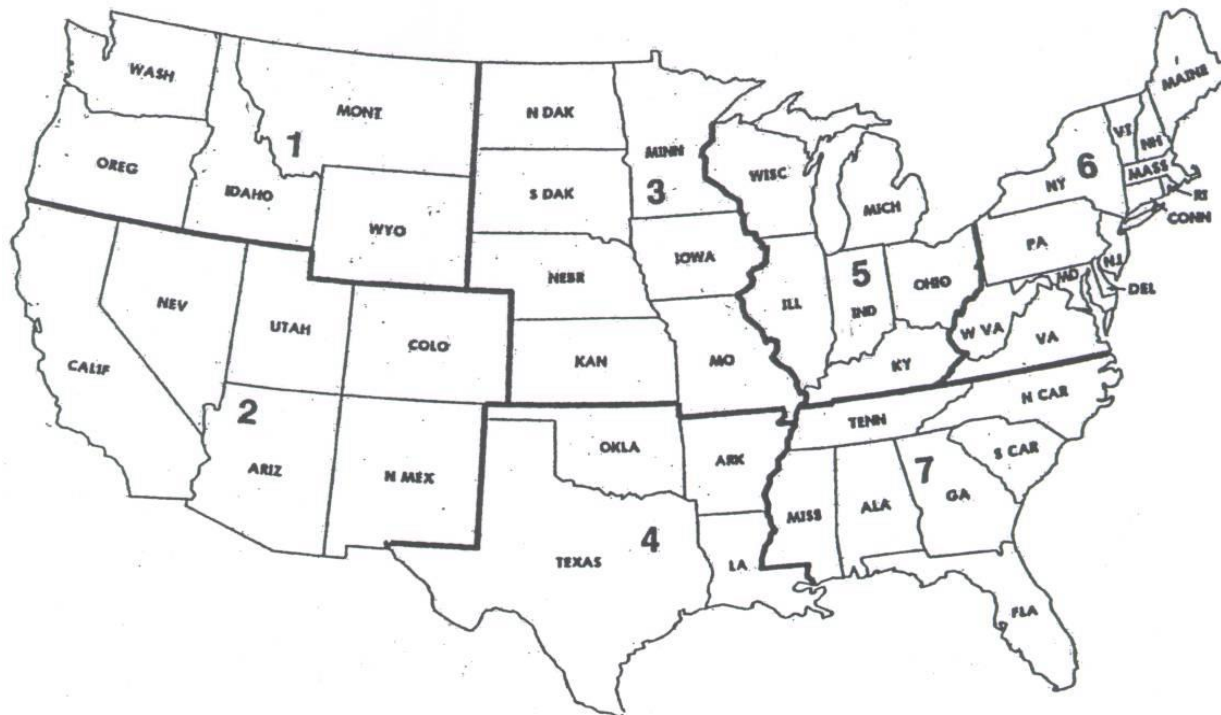 WASH
MONT
N DAK
MINN
MAINE
OREG
1
IDAHO
WYO
S DAK
3
WISC
MICH
NY
6
V.T.
NH
MASS
RI
CONN
NEV
UTAH
COLO
NEBR
IOWA
ILL
5
IND
OHIO
PA
N.J.
MD
DEL
CALIF
KAN
MO
KY
W VA
VA
2
ARIZ
N MEX
OKLA
ARK
TENN
N CAR
S CAR
TEXAS
4
LA
MISS
ALA
7
GA
FLA